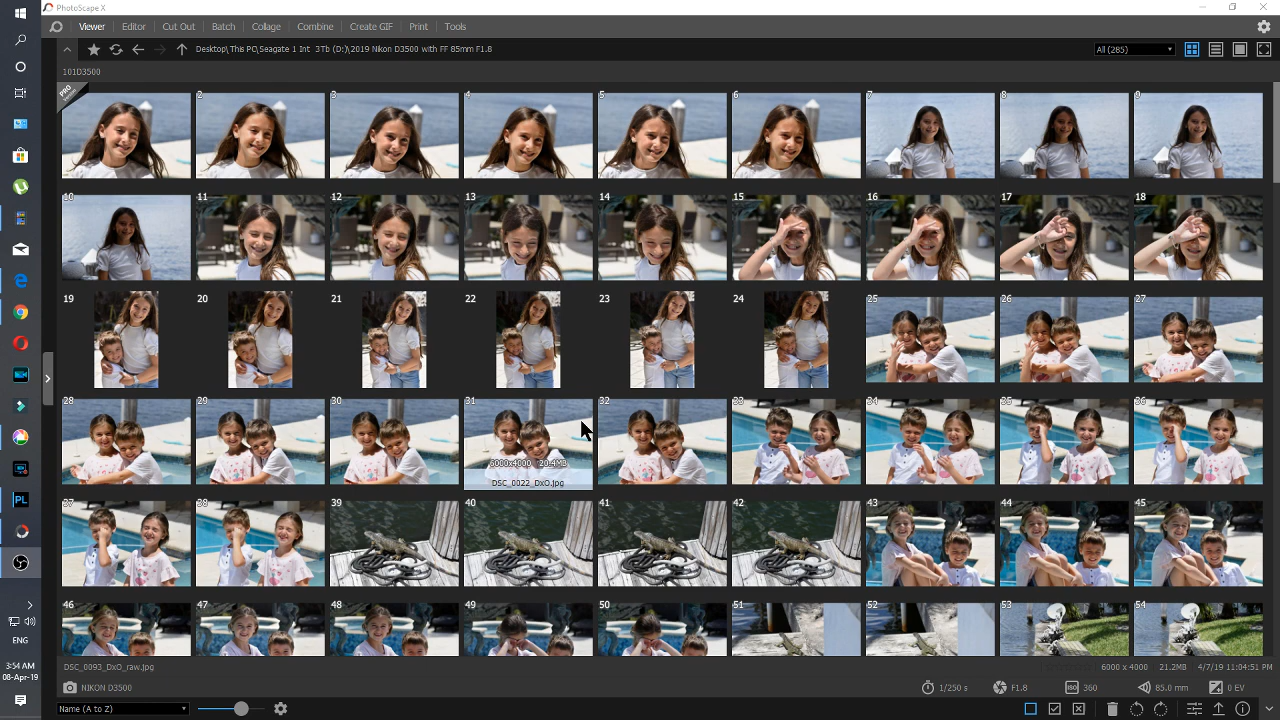 PhotoScape X
Viewer Editor Cut Out Batch Collage Combine Create GIF Print Tools
Desktop\ This PC\Seagate 1 Int 3Tb (D:)\2019 Nikon D3500 with FF 85mm F1.8
All (285)
101D3500
PRO
Version
2 3 4 5 6 7 8 9
10 11 12 13 14 15 16 17 18
19 20 21 22 23 24 25 26 27
28 29 30 31 32 33 34 35 36
6000x4000 20.4MB
DSC_0022_DxO.jpg
37 38 39 40 41 42 43 44 45
46 47 48 49 50 51 52 53 54
PL
ENG
3:54 AM
08-Apr-19
DSC_0093_DxO_raw.jpg
6000 x 4000 21.2MB 4/7/19 11:04:51 PM
NIKON D3500
1/250 s F1.8 ISO 360 85.0 mm 0 EV
Name (A to Z)